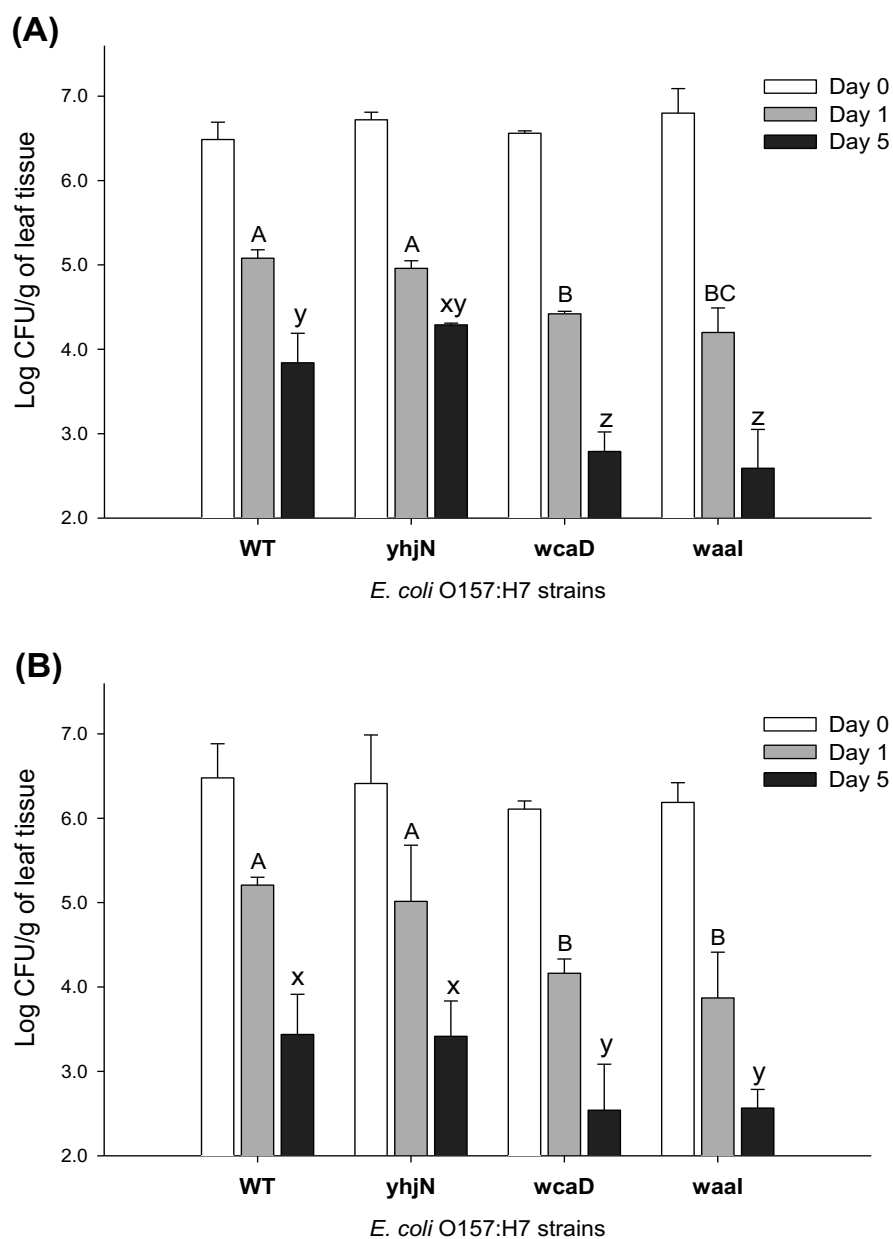 (A)
Log CFU/g of leaf tissue
7.0
6.0
5.0
4.0
3.0
2.0
Day 0
Day 1
Day 5
A
y
A
xy
B
z
BC
z
WT
yhjN
wcaD
waaI
E. coli O157:H7 strains
(B)
Log CFU/g of leaf tissue
7.0
6.0
5.0
4.0
3.0
2.0
Day 0
Day 1
Day 5
A
x
A
x
B
y
B
y
WT
yhjN
wcaD
waaI
E. coli O157:H7 strains